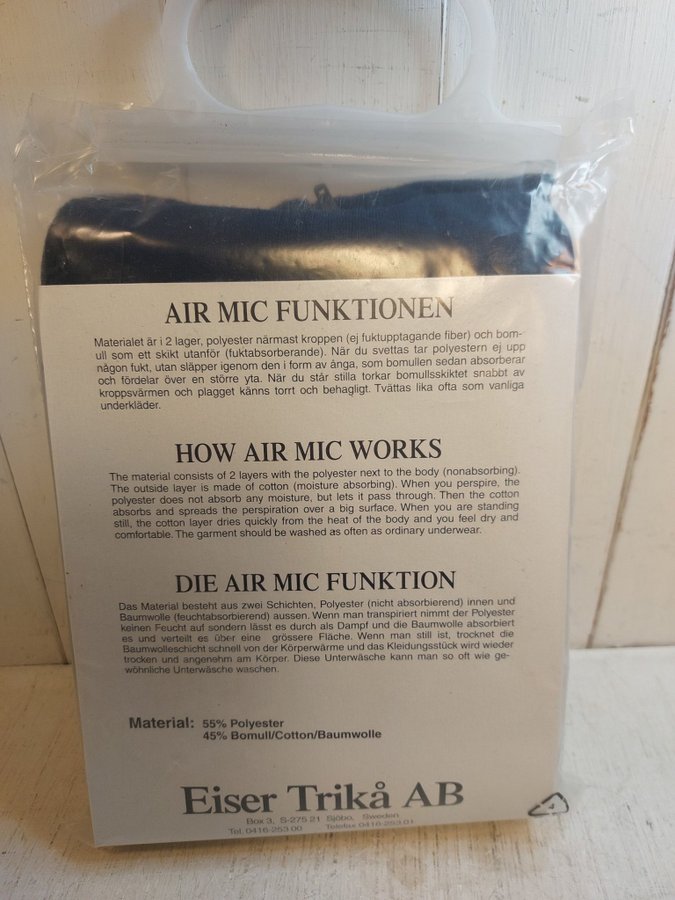 AIR MIC FUNKTIONEN
Materialet är i 2 lager, polyester närmast kroppen (ej fuktupptagande fiber) och bom-
ull som ett skikt utanför (fuktabsorberande). När du svettas tar polyestern ej upp
någon fukt, utan släpper igenom den i form av ånga, som bomullen sedan absorberar
och fördelar över en större yta. När du står stilla torkar bomullsskiktet snabbt av
kroppsvärmen och plagget känns torrt och behagligt. Tvättas lika ofta som vanliga
underkläder.
HOW AIR MIC WORKS
The material consists of 2 layers with the polyester next to the body (nonabsorbing).
The outside layer is made of cotton (moisture absorbing). When you perspire, the
polyester does not absorb any moisture, but lets it pass through. Then the cotton
absorbs and spreads the perspiration over a big surface. When you are standing
still, the cotton layer dries quickly from the heat of the body and you feel dry and
comfortable. The garment should be washed as often as ordinary underwear.
DIE AIR MIC FUNKTION
Das Material besteht aus zwei Schichten, Polyester (nicht absorbierend) innen und
Baumwolle (feuchtabsorbierend) aussen. Wenn man transpiriert nimmt der Polyester
keinen Feucht auf sondern lässt es durch als Dampf und die Baumwolle absorbiert
es und verteilt es über eine grössere Fläche. Wenn man still ist, trocknet die
Baumwolleschicht schnell von der Körperwärme und das Kleidungsstück wird wieder
trocken und angenehm am Körper. Diese Unterwäsche kann man so oft wie ge-
wöhnliche Unterwäsche waschen.
Material: 55% Polyester
45% Bomull/Cotton/Baumwolle
Eiser Trikå AB
Box 3, S-275 21 Sjöbo, Sweden
Tel. 0416-253 00 Telefax 0416-253 01
4